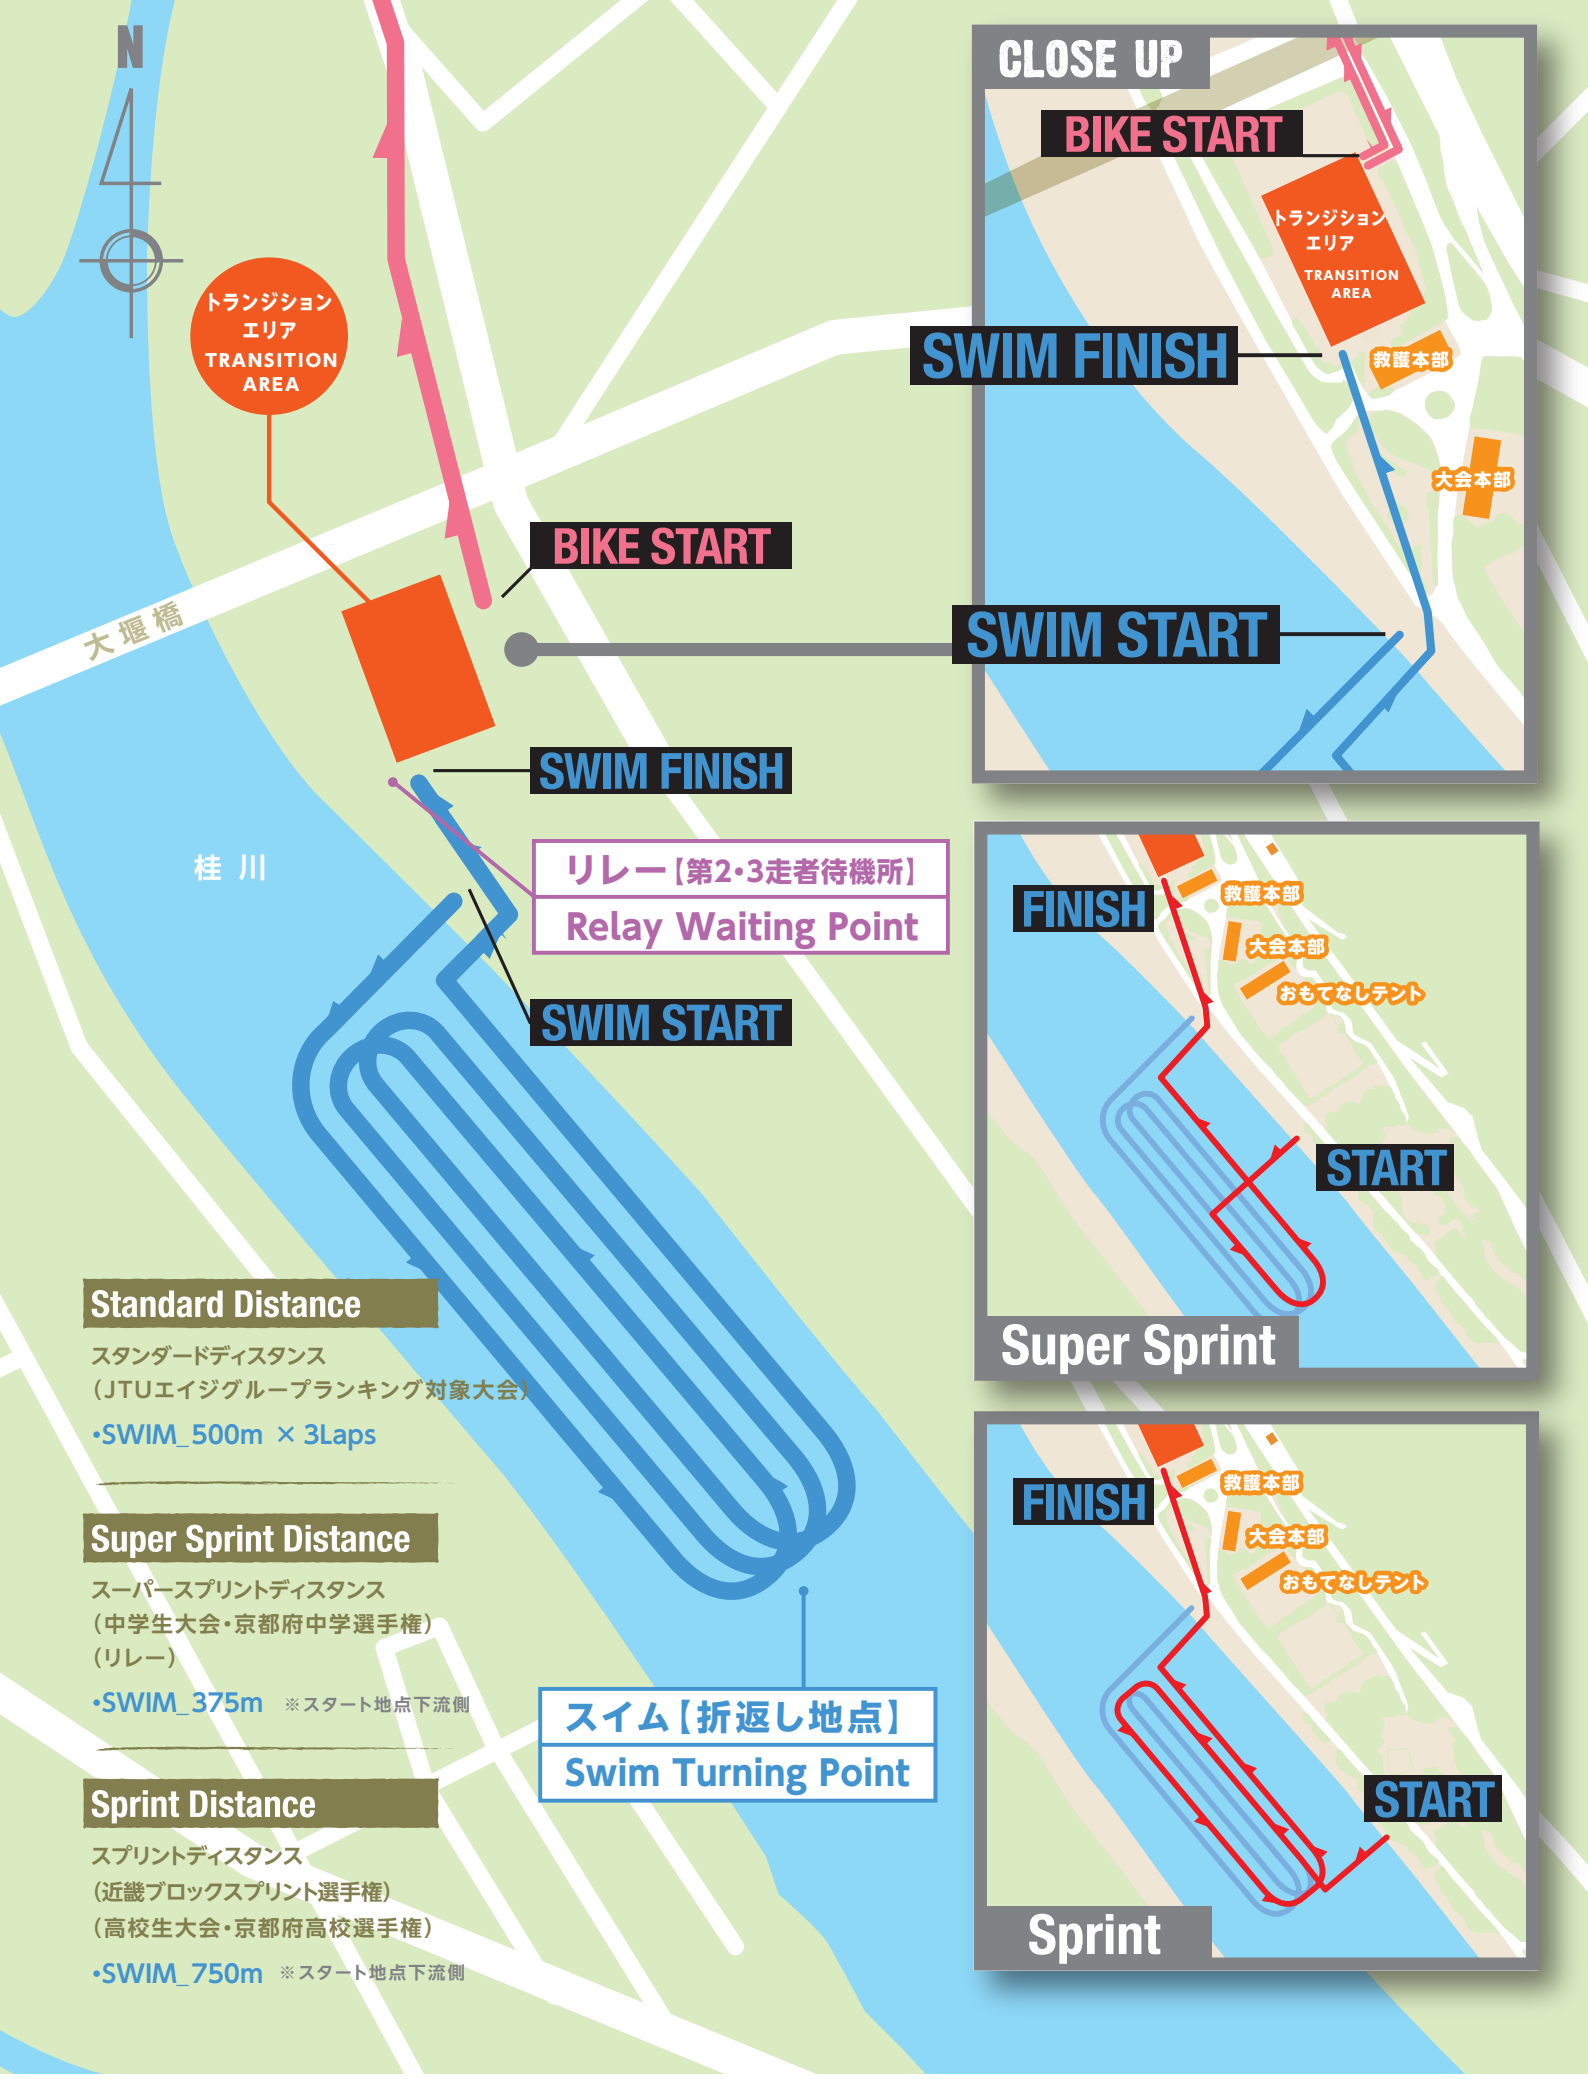 N
トランジション
エリア
TRANSITION
AREA
大堰橋
BIKE START
SWIM FINISH
桂川
リレー【第2・3走者待機所】
Relay Waiting Point
SWIM START
スイム【折返し地点】
Swim Turning Point
Standard Distance
スタンダードディスタンス
(JTUエイジグループランキング対象大会)
・SWIM_500m × 3Laps
Super Sprint Distance
スーパースプリントディスタンス
(中学生大会・京都府中学選手権)
(リレー)
・SWIM_375m ※スタート地点下流側
Sprint Distance
スプリントディスタンス
(近畿ブロックスプリント選手権)
(高校生大会・京都府高校選手権)
・SWIM_750m ※スタート地点下流側
CLOSE UP
BIKE START
トランジション
エリア
TRANSITION
AREA
SWIM FINISH
救護本部
大会本部
SWIM START
FINISH
救護本部
大会本部
おもてなしテント
START
Super Sprint
FINISH
救護本部
大会本部
おもてなしテント
START
Sprint